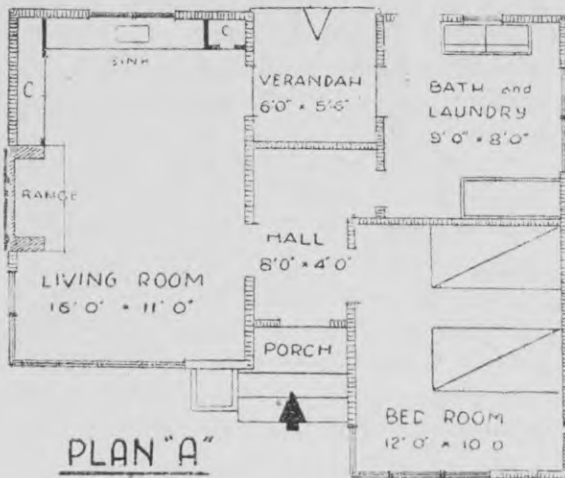 C
SINK
C
VERANDAH
6'0" × 5'6"
BATH and
LAUNDRY
9'0" × 8'0"
RANGE
HALL
8'0" × 4'0"
LIVING ROOM
16'0" × 11'0"
PORCH
BED ROOM
12'0" × 10 0
PLAN "A"